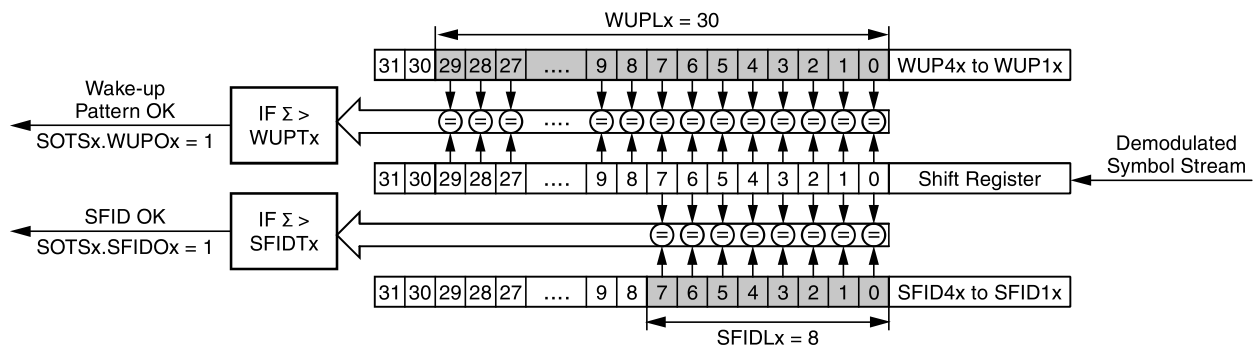 WUPLx = 30
31 30 29 28 27 .... 9 8 7 6 5 4 3 2 1 0 WUP4x to WUP1x
Wake-up
Pattern OK
SOTSx.WUPOx = 1
IF Σ >
WUPTx
= = = .... = = = = = = = = = =
Demodulated
Symbol Stream
31 30 29 28 27 .... 9 8 7 6 5 4 3 2 1 0 Shift Register
SFID OK
SOTSx.SFIDOx = 1
IF Σ >
SFIDTx
= = = = = = = =
31 30 29 28 27 .... 9 8 7 6 5 4 3 2 1 0 SFID4x to SFID1x
SFIDLx = 8